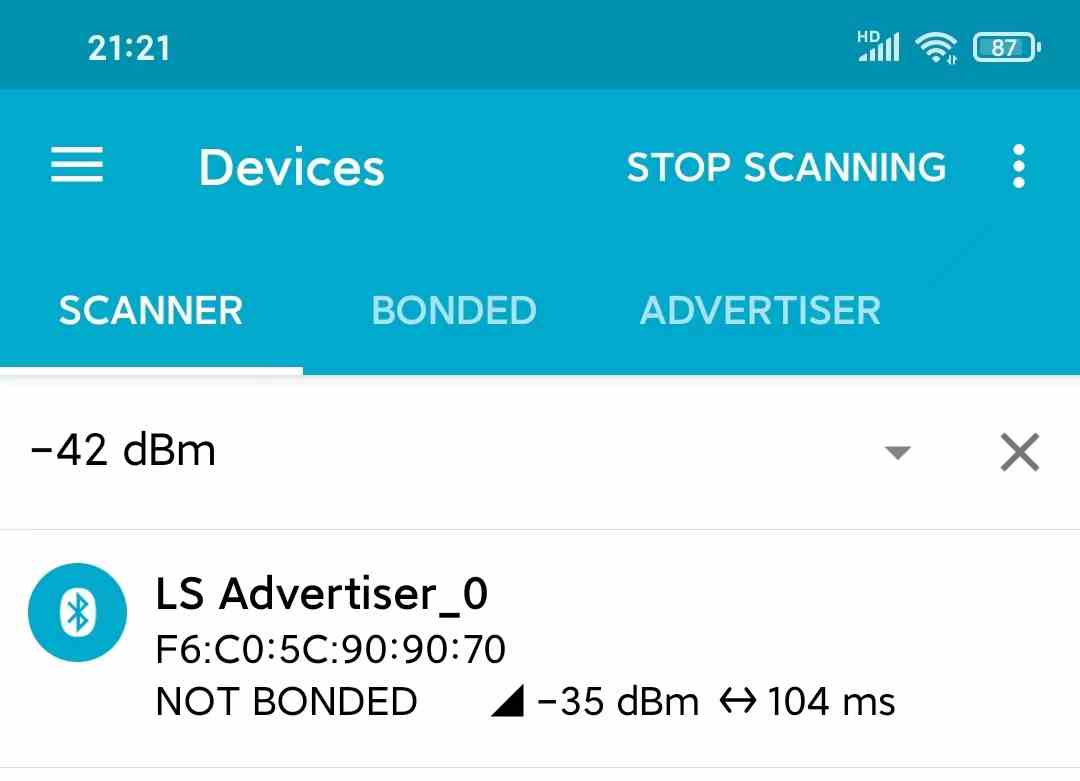 21:21 HD 87
Devices STOP SCANNING
SCANNER BONDED ADVERTISER
-42 dBm
LS Advertiser_0
F6:C0:5C:90:90:70
NOT BONDED -35 dBm ↔ 104 ms